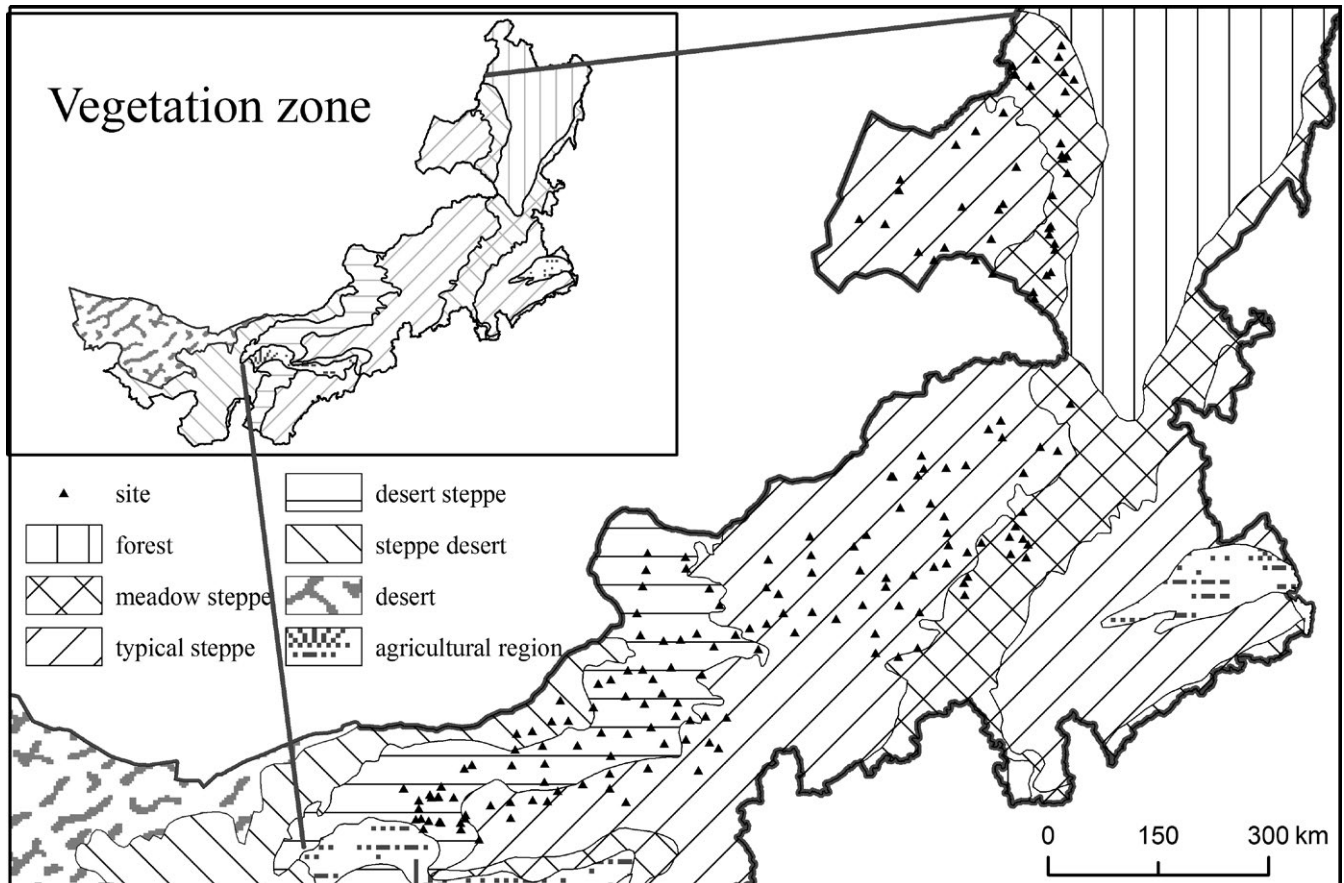 Vegetation zone
site
forest
meadow steppe
typical steppe
desert steppe
steppe desert
desert
agricultural region
0 150 300 km